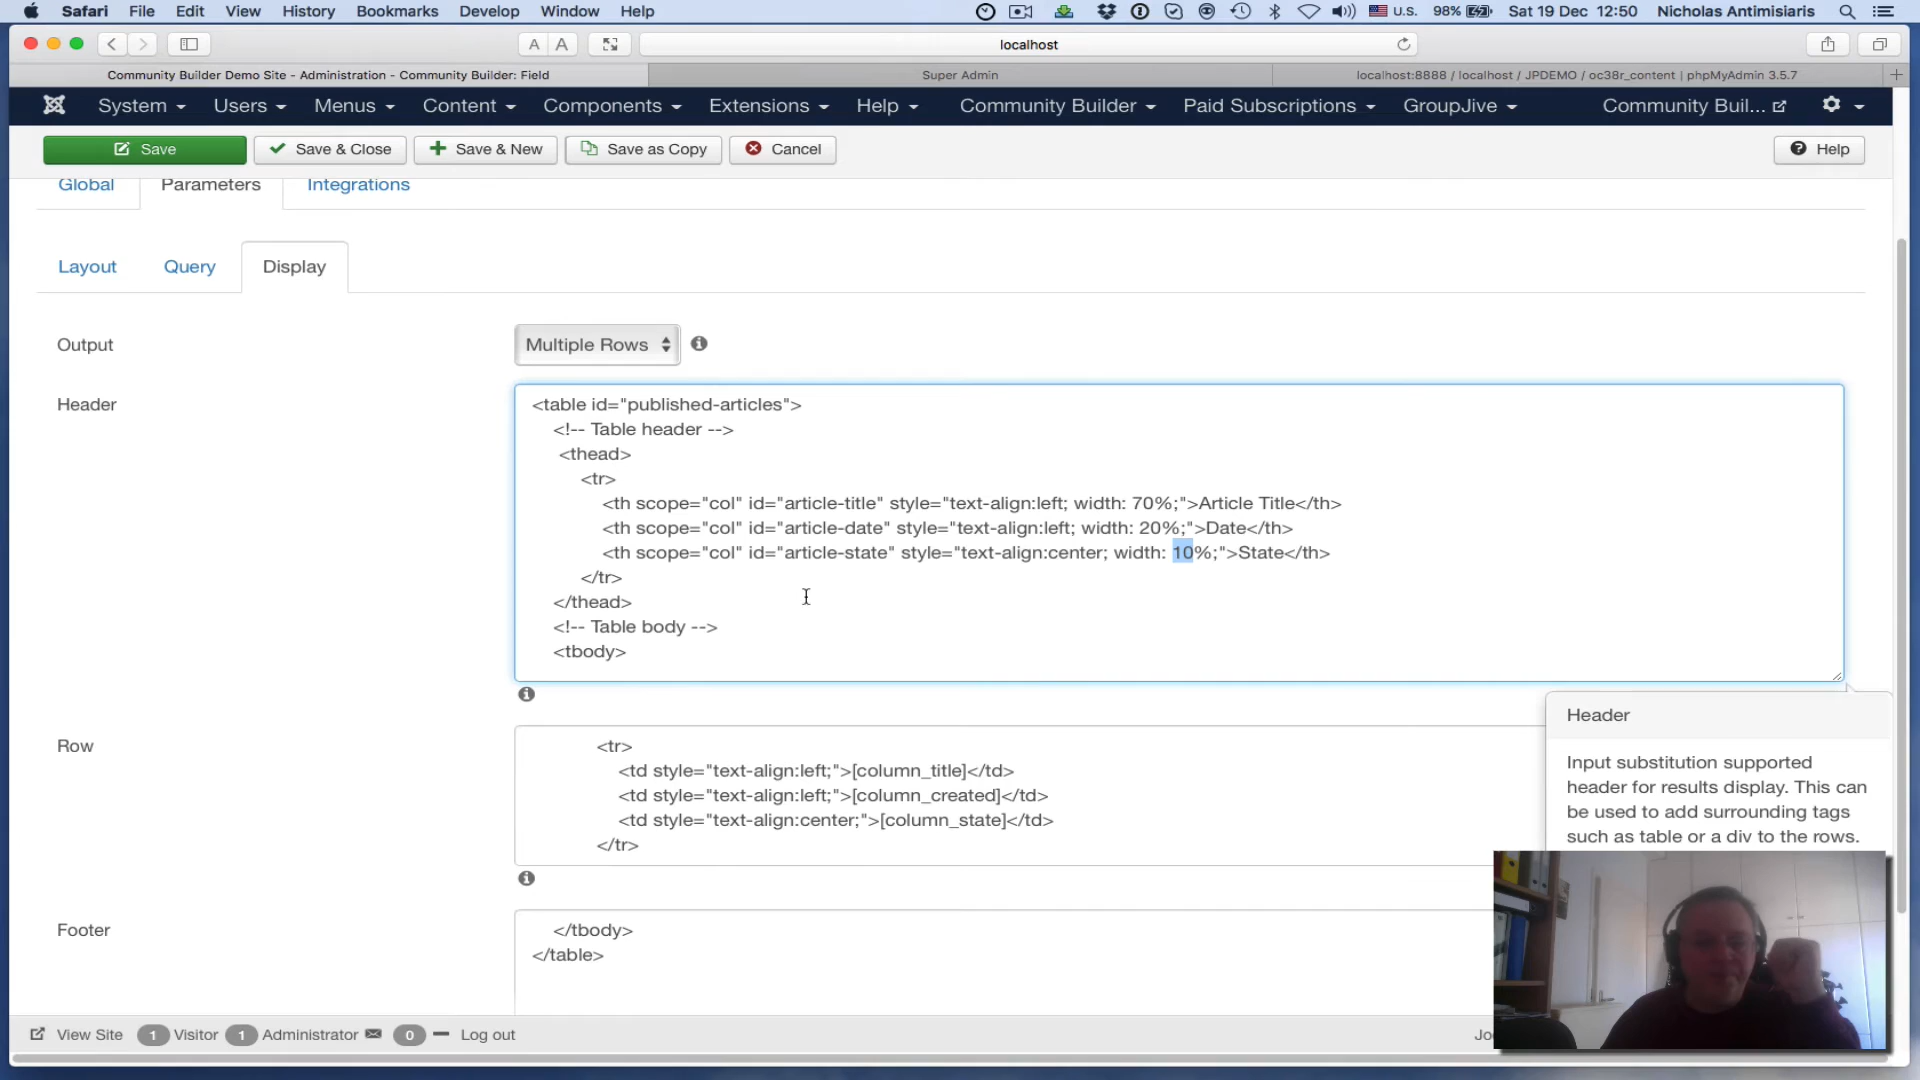 Safari File Edit View History Bookmarks Develop Window Help U.S. 98% Sat 19 Dec 12:50 Nicholas Antimisiaris
A A localhost
Community Builder Demo Site - Administration - Community Builder: Field Super Admin localhost:8888 / localhost / JPDEMO / oc38r_content | phpMyAdmin 3.5.7
System Users Menus Content Components Extensions Help Community Builder Paid Subscriptions GroupJive Community Buil...
Save Save & Close Save & New Save as Copy Cancel Help
Global Parameters Integrations
Layout Query Display
Output Multiple Rows
Header
<table id="published-articles">
<!-- Table header -->
<thead>
<tr>
<th scope="col" id="article-title" style="text-align:left; width: 70%;">Article Title</th>
<th scope="col" id="article-date" style="text-align:left; width: 20%;">Date</th>
<th scope="col" id="article-state" style="text-align:center; width: 10%;">State</th>
</tr>
</thead>
<!-- Table body -->
<tbody>
Header
Input substitution supported
header for results display. This can
be used to add surrounding tags
such as table or a div to the rows.
Row
<tr>
<td style="text-align:left;">[column_title]</td>
<td style="text-align:left;">[column_created]</td>
<td style="text-align:center;">[column_state]</td>
</tr>
Footer
</tbody>
</table>
View Site 1 Visitor 1 Administrator 0 Log out Jo